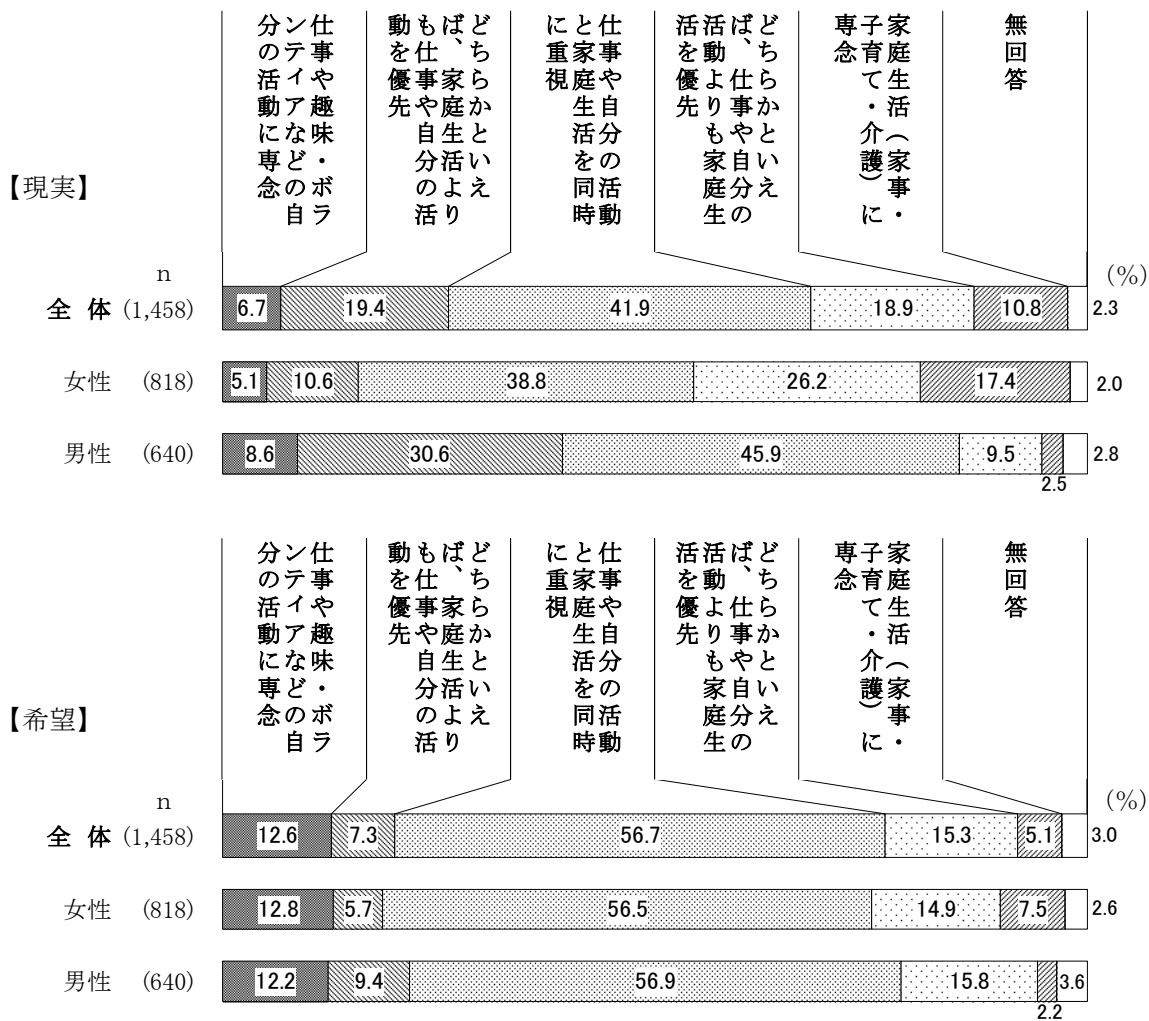 仕事や趣味・ボラ
ンティアなどの自
分の活動に専念
どちらかといえ
ば、家庭生活より
も仕事や自分の活
動を優先
仕事や自分の活動
と家庭生活を同時
に重視
どちらかといえ
ば、仕事や自分の
活動よりも家庭生
活を優先
家庭生活（家事・
子育て・介護）に
専念
無回答
【現実】
n
(%)
全 体 (1,458) 6.7 19.4 41.9 18.9 10.8 2.3
女性 (818) 5.1 10.6 38.8 26.2 17.4 2.0
男性 (640) 8.6 30.6 45.9 9.5 2.5 2.8
仕事や趣味・ボラ
ンティアなどの自
分の活動に専念
どちらかといえ
ば、家庭生活より
も仕事や自分の活
動を優先
仕事や自分の活動
と家庭生活を同時
に重視
どちらかといえ
ば、仕事や自分の
活動よりも家庭生
活を優先
家庭生活（家事・
子育て・介護）に
専念
無回答
【希望】
n
(%)
全 体 (1,458) 12.6 7.3 56.7 15.3 5.1 3.0
女性 (818) 12.8 5.7 56.5 14.9 7.5 2.6
男性 (640) 12.2 9.4 56.9 15.8 2.2 3.6